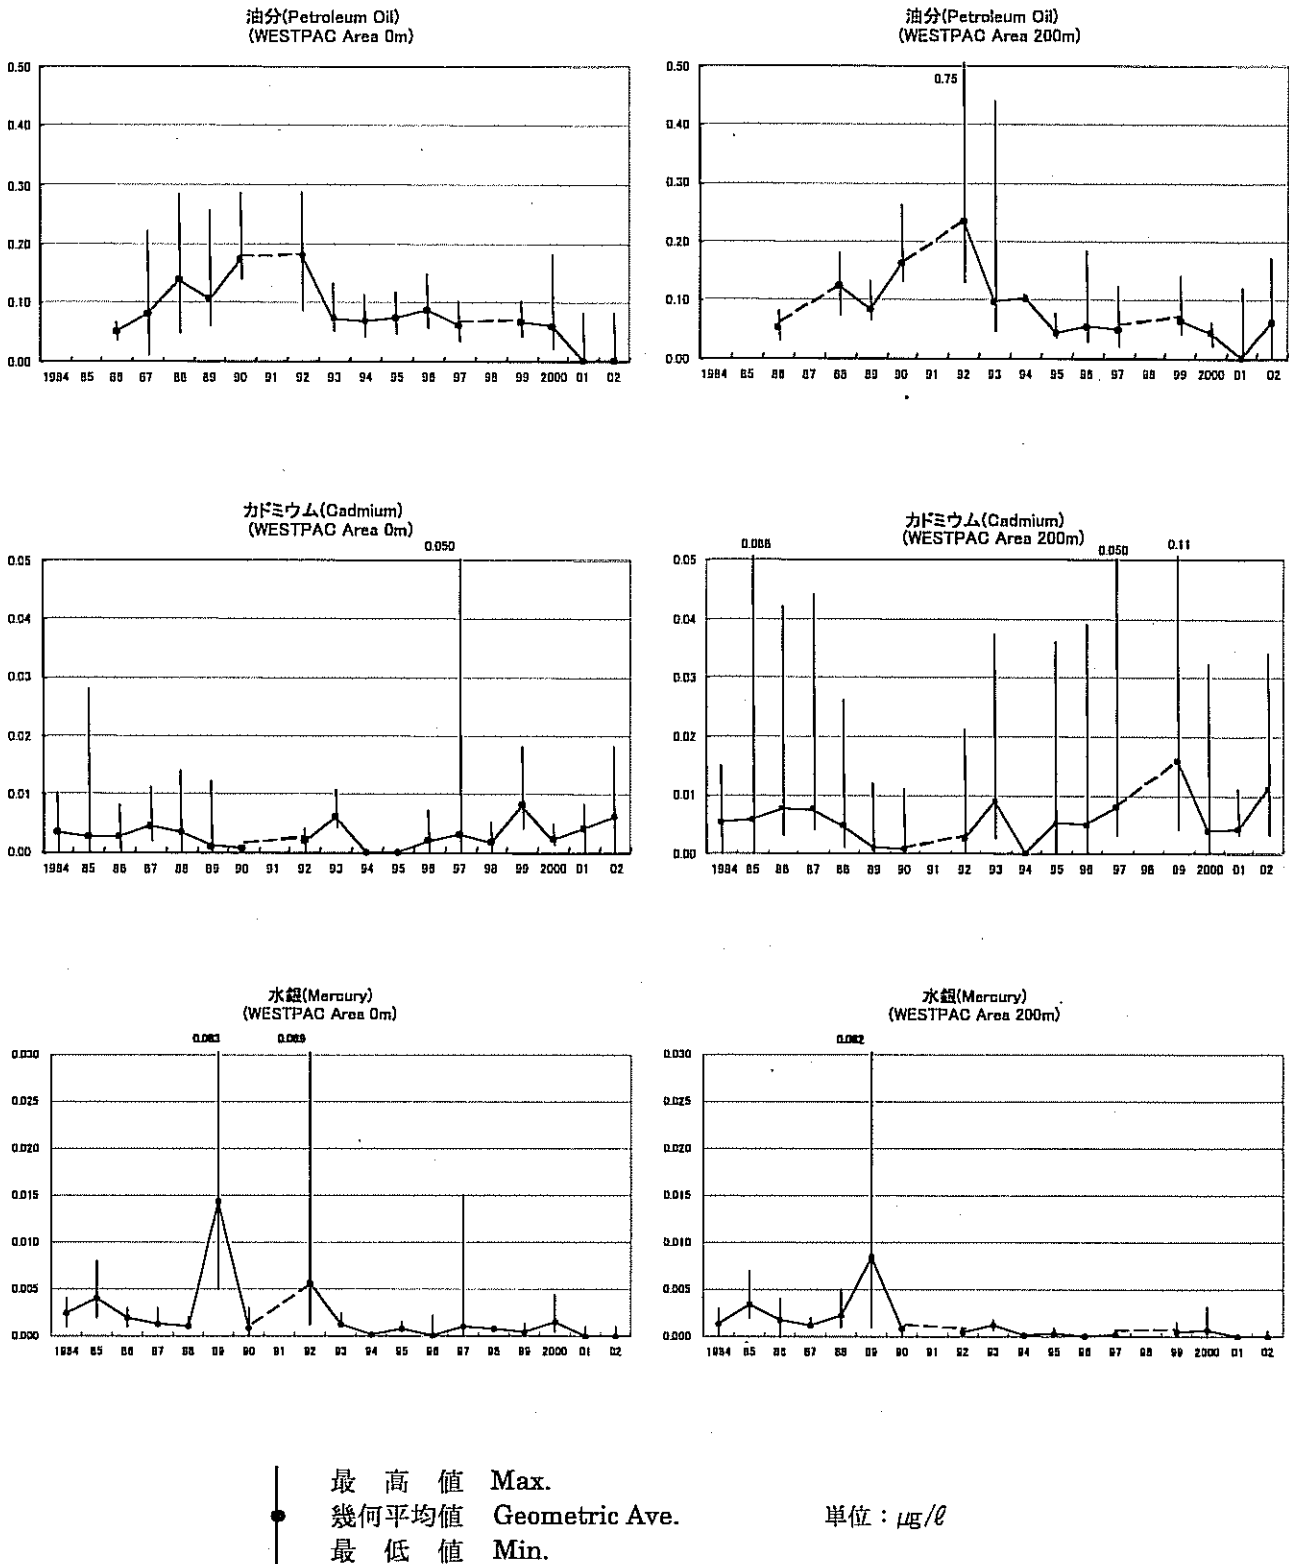 油分(Petroleum Oil)
(WESTPAC Area 0m)
0.50
0.40
0.30
0.20
0.10
0.00
1984 85 86 87 88 89 90 91 92 93 94 95 96 97 98 99 2000 01 02
油分(Petroleum Oil)
(WESTPAC Area 200m)
0.75
0.50
0.40
0.30
0.20
0.10
0.00
1984 85 86 87 88 89 90 91 92 93 94 95 96 97 98 99 2000 01 02
カドミウム(Cadmium)
(WESTPAC Area 0m)
0.050
0.05
0.04
0.03
0.02
0.01
0.00
1984 85 86 87 88 89 90 91 92 93 94 95 96 97 98 99 2000 01 02
カドミウム(Cadmium)
(WESTPAC Area 200m)
0.050
0.11
0.05
0.04
0.03
0.02
0.01
0.00
1984 85 86 87 88 89 90 91 92 93 94 95 96 97 98 99 2000 01 02
水銀(Mercury)
(WESTPAC Area 0m)
0.030
0.025
0.020
0.015
0.010
0.005
0.000
1984 85 86 87 88 89 90 91 92 93 94 95 96 97 98 99 2000 01 02
水銀(Mercury)
(WESTPAC Area 200m)
0.030
0.025
0.020
0.015
0.010
0.005
0.000
1984 85 86 87 88 89 90 91 92 93 94 95 96 97 98 99 2000 01 02
最 高 値 Max.
幾何平均値 Geometric Ave.
最 低 値 Min.
単位：μg/ℓ